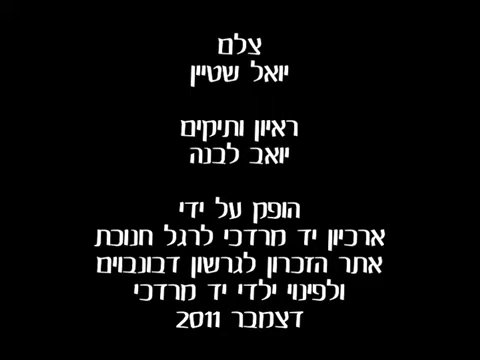 צלם
יואל שטיין
ראיון ותיקים
יואב לבנה
הופק על ידי
ארכיון יד מרדכי לרגל חנוכת
אתר הזכרון לגרשון דבונבוים
ולפינוי ילדי יד מרדכי
דצמבר 2011